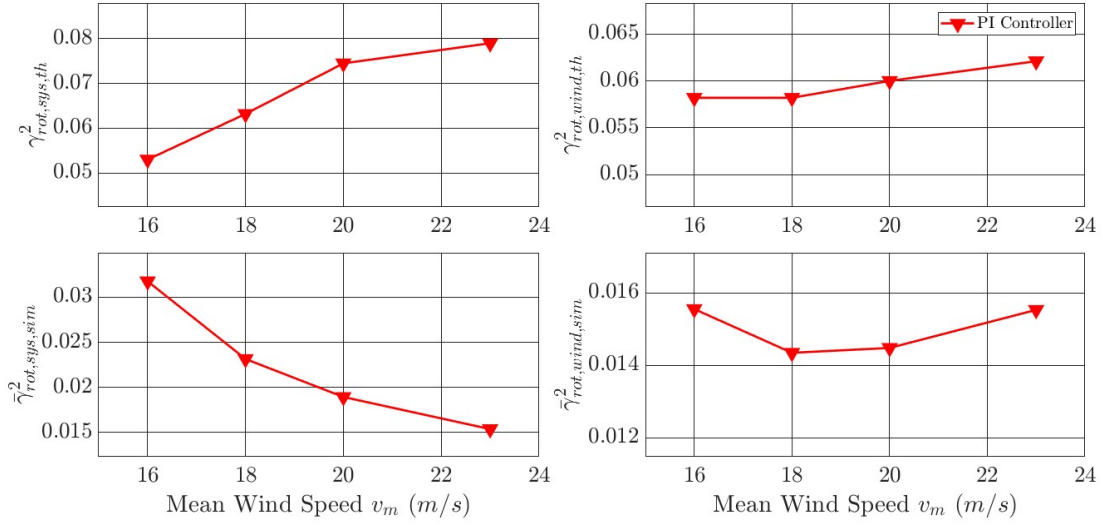 0.08
0.07
0.06
0.05
γ²rot,sys,th
16 18 20 22 24
PI Controller
0.065
0.06
0.055
0.05
γ²rot,wind,th
16 18 20 22 24
0.03
0.025
0.02
0.015
γ̄²rot,sys,sim
16 18 20 22 24
Mean Wind Speed vm (m/s)
0.016
0.014
0.012
γ̄²rot,wind,sim
16 18 20 22 24
Mean Wind Speed vm (m/s)